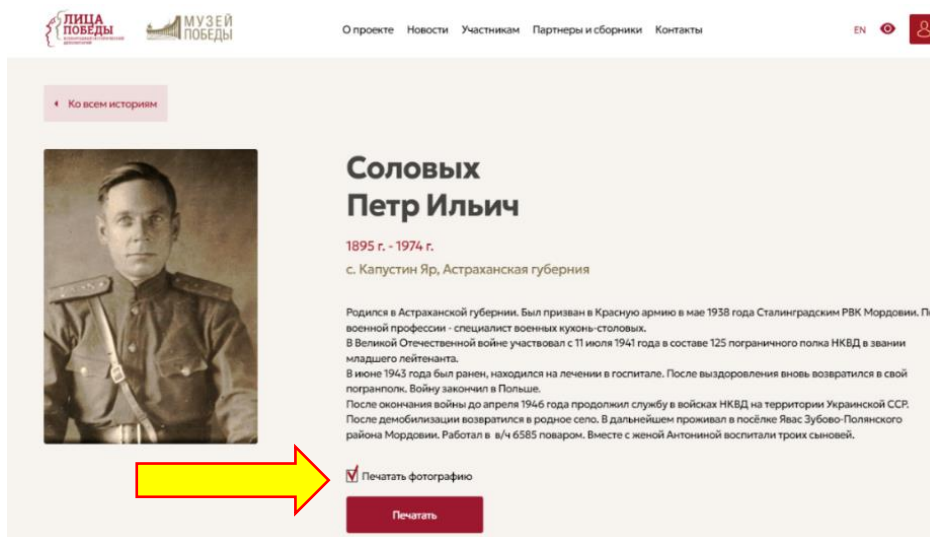 ЛИЦА
ПОБЕДЫ
МУЗЕЙ
ПОБЕДЫ
О проекте Новости Участникам Партнеры и сборники Контакты
EN
Ко всем историям
Соловых
Петр Ильич
1895 г. - 1974 г.
с. Капустин Яр, Астраханская губерния
Родился в Астраханской губернии. Был призван в Красную армию в мае 1938 года Сталинградским РВК Мордовии.
военной профессии - специалист военных кухонь-столовых.
В Великой Отечественной войне участвовал с 11 июля 1941 года в составе 125 пограничного полка НКВД в звании
младшего лейтенанта.
В июне 1943 года был ранен, находился на лечении в госпитале. После выздоровления вновь возвратился в свой
погранполк. Войну закончил в Польше.
После окончания войны до апреля 1946 года продолжил службу в войсках НКВД на территории Украинской ССР.
После демобилизации возвратился в родное село. В дальнейшем проживал в посёлке Явас Зубово-Полянского
района Мордовии. Работал в в/ч 6585 поваром. Вместе с женой Антониной воспитали троих сыновей.
Печатать фотографию
Печатать